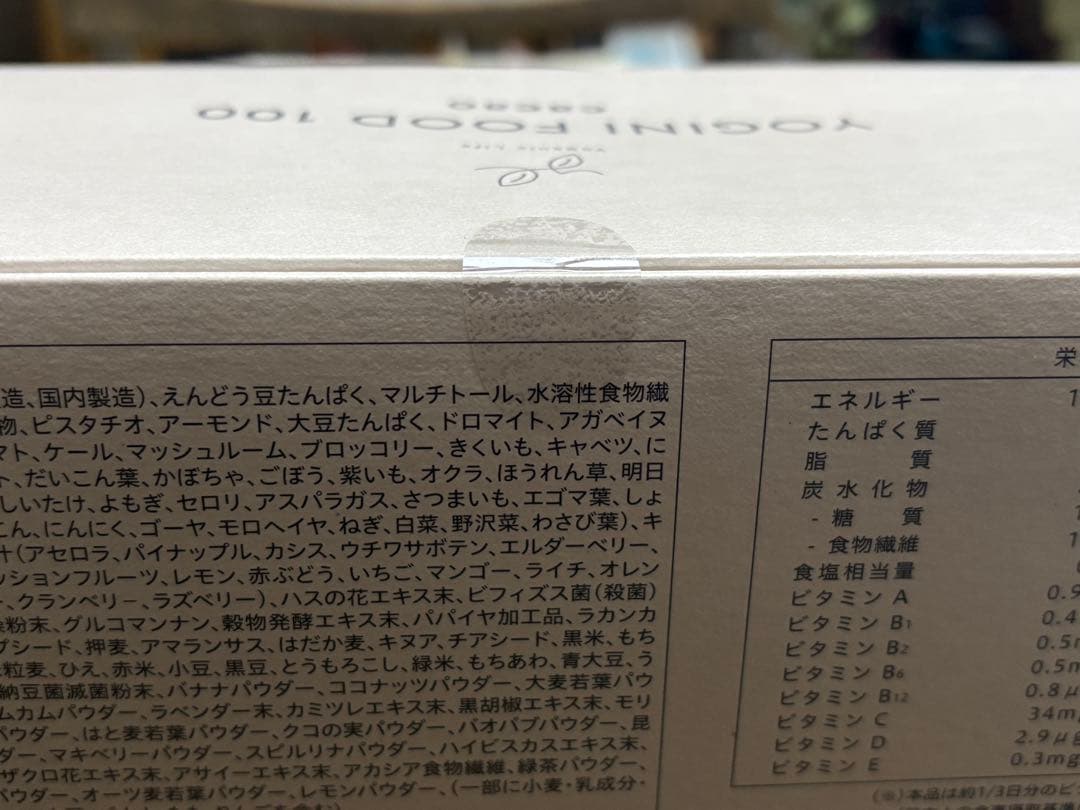 YOGINI FOOD 100
cacao
造、国内製造)、えんどう豆たんぱく、マルチトール、水溶性食物繊
物、ピスタチオ、アーモンド、大豆たんぱく、ドロマイト、アガベイヌ
マト、ケール、マッシュルーム、ブロッコリー、きくいも、キャベツ、に
ト、だいこん葉、かぼちゃ、ごぼう、紫いも、オクラ、ほうれん草、明日
しいたけ、よもぎ、セロリ、アスパラガス、さつまいも、エゴマ葉、しょ
こん、にんにく、ゴーヤ、モロヘイヤ、ねぎ、白菜、野沢菜、わさび葉)、キ
汁(アセロラ、パイナップル、カシス、ウチワサボテン、エルダーベリー、
ッションフルーツ、レモン、赤ぶどう、いちご、マンゴー、ライチ、オレン
ー、クランベリー、ラズベリー)、ハスの花エキス末、ビフィズス菌(殺菌)
粉末、グルコマンナン、穀物発酵エキス末、パパイヤ加工品、ラカンカ
プシード、押麦、アマランサス、はだか麦、キヌア、チアシード、黒米、もち
粒麦、ひえ、赤米、小豆、黒豆、とうもろこし、緑米、もちあわ、青大豆、う
納豆菌滅菌粉末、バナナパウダー、ココナッツパウダー、大麦若葉パウ
ムカムパウダー、ラベンダー末、カミツレエキス末、黒胡椒エキス末、モリ
パウダー、はと麦若葉パウダー、クコの実パウダー、バオバブパウダー、昆
ダー、マキベリーパウダー、スピルリナパウダー、ハイビスカスエキス末、
ザクロ花エキス末、アサイーエキス末、アカシア食物繊維、緑茶パウダー、
パウダー、オーツ麦若葉パウダー、レモンパウダー、(一部に小麦・乳成分・
栄
エネルギー 1
たんぱく質
脂 質
炭水化物
- 糖 質 1
- 食物繊維 1
食塩相当量
ビタミン A 0.9
ビタミン B1 0.4
ビタミン B2 0.5m
ビタミン B6 0.5m
ビタミン B12 0.8μ
ビタミン C 34mg
ビタミン D 2.9μg
ビタミン E 0.3mg
(※)本品は約1/3日分のビ